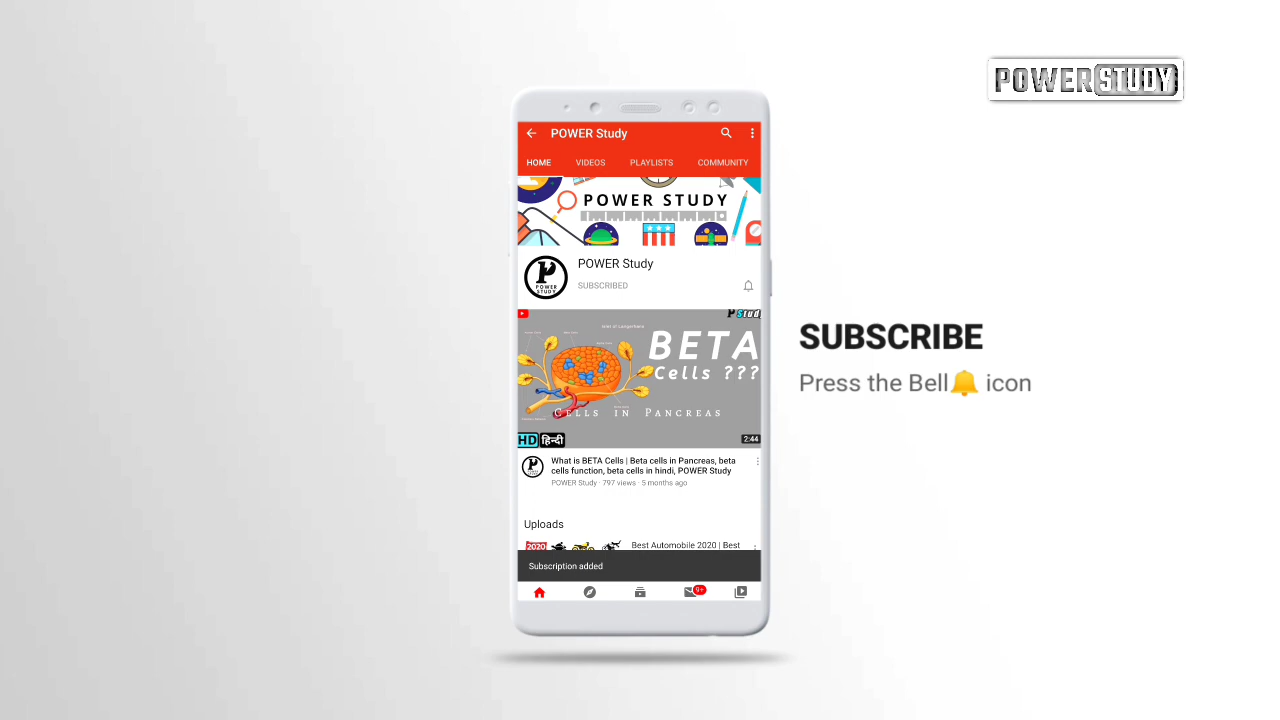 POWER STUDY
POWER Study
HOME VIDEOS PLAYLISTS COMMUNITY
POWER STUDY
POWER Study
SUBSCRIBED
POWER
STUDY
P Stud
BETA
Cells ???
Cells in Pancreas
HD हिन्दी
2:44
What is BETA Cells | Beta cells in Pancreas, beta
cells function, beta cells in hindi, POWER Study
POWER Study · 797 views · 5 months ago
Uploads
2020
Best Automobile 2020 | Best
Subscription added
9+
SUBSCRIBE
Press the Bell🔔 icon